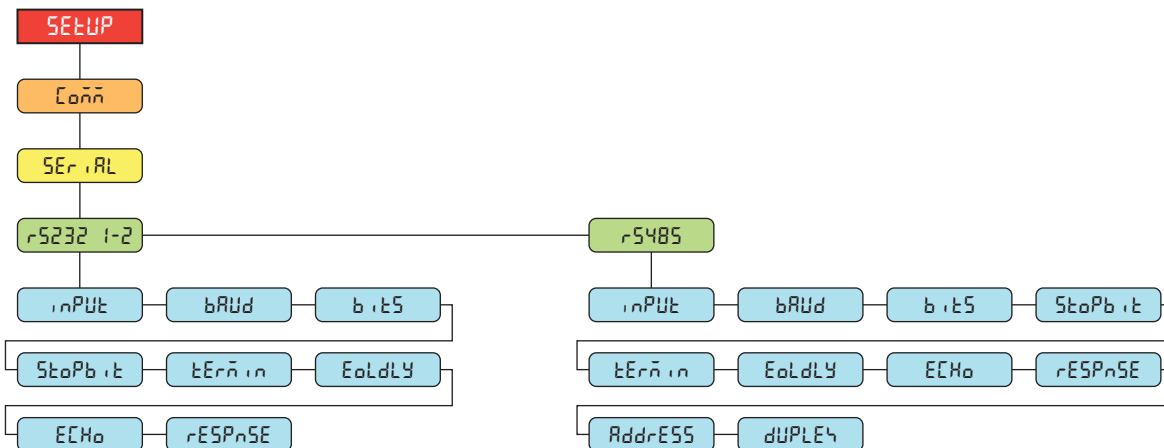 SEtUP
Comm
SEriAL
rS232 1-2
rS485
inPUt
bAUd
bitS
StoPbit
tErmin
EoLdLY
ECHo
rESPnSE
inPUt
bAUd
bitS
StoPbit
tErmin
EoLdLY
ECHo
rESPnSE
AddrESS
dUPLEX